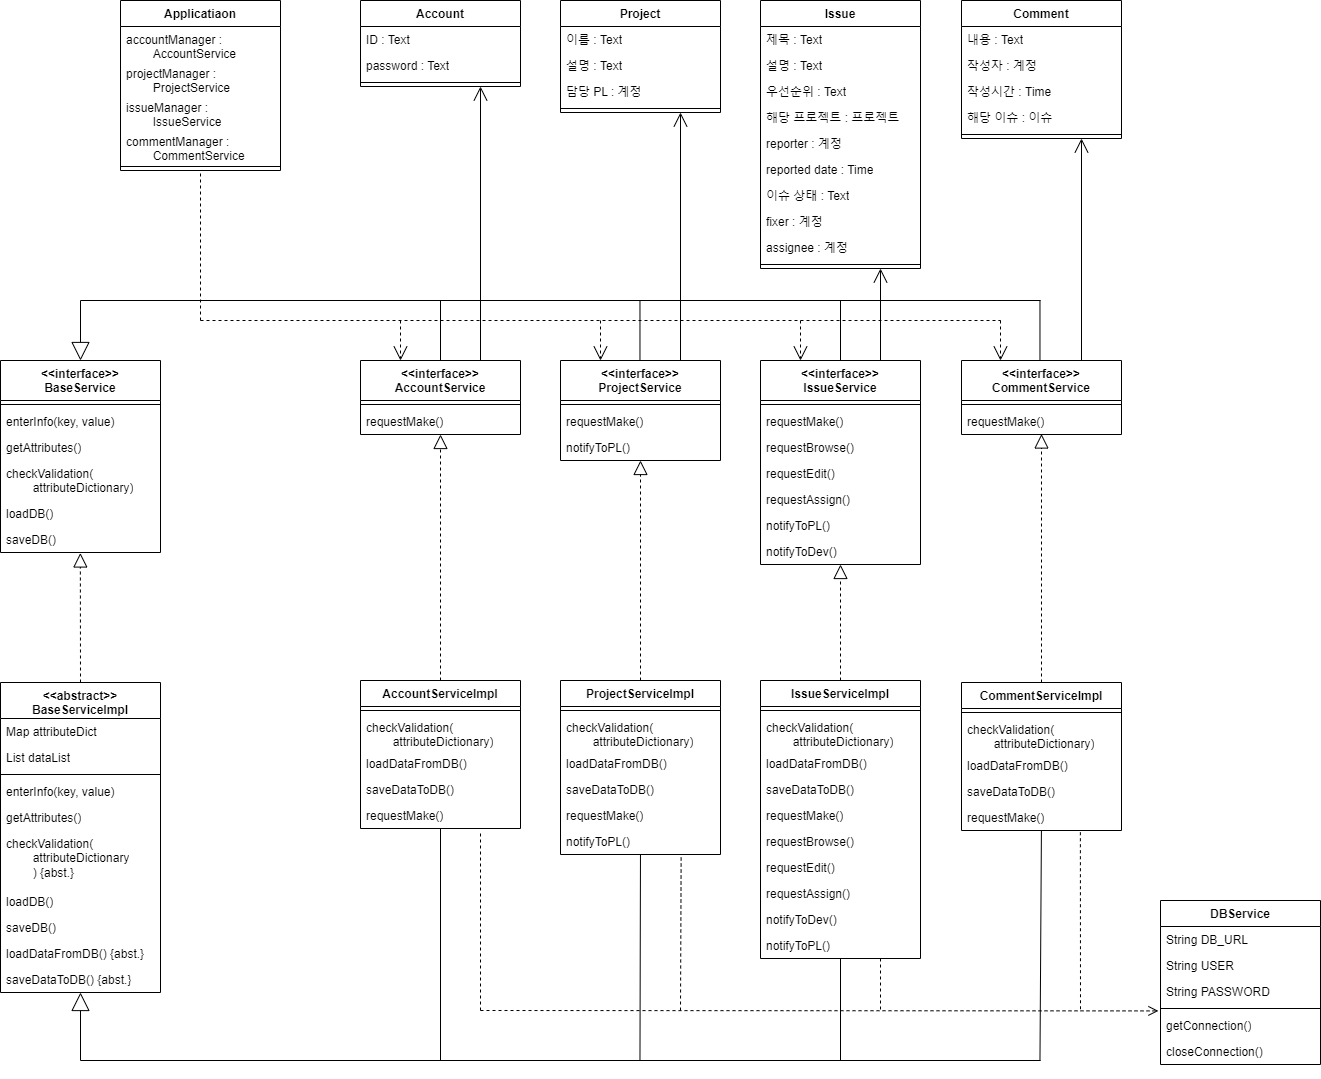 Applicatiaon
accountManager :
AccountService
projectManager :
ProjectService
issueManager :
IssueService
commentManager :
CommentService
Account
ID : Text
password : Text
Project
이름 : Text
설명 : Text
담당 PL : 계정
Issue
제목 : Text
설명 : Text
우선순위 : Text
해당 프로젝트 : 프로젝트
reporter : 계정
reported date : Time
이슈 상태 : Text
fixer : 계정
assignee : 계정
Comment
내용 : Text
작성자 : 계정
작성시간 : Time
해당 이슈 : 이슈
<<interface>>
BaseService
enterInfo(key, value)
getAttributes()
checkValidation(
attributeDictionary)
loadDB()
saveDB()
<<interface>>
AccountService
requestMake()
<<interface>>
ProjectService
requestMake()
notifyToPL()
<<interface>>
IssueService
requestMake()
requestBrowse()
requestEdit()
requestAssign()
notifyToPL()
notifyToDev()
<<interface>>
CommentService
requestMake()
<<abstract>>
BaseServiceImpl
Map attributeDict
List dataList
enterInfo(key, value)
getAttributes()
checkValidation(
attributeDictionary
) {abst.}
loadDB()
saveDB()
loadDataFromDB() {abst.}
saveDataToDB() {abst.}
AccountServiceImpl
checkValidation(
attributeDictionary)
loadDataFromDB()
saveDataToDB()
requestMake()
ProjectServiceImpl
checkValidation(
attributeDictionary)
loadDataFromDB()
saveDataToDB()
requestMake()
notifyToPL()
IssueServiceImpl
checkValidation(
attributeDictionary)
loadDataFromDB()
saveDataToDB()
requestMake()
requestBrowse()
requestEdit()
requestAssign()
notifyToDev()
notifyToPL()
CommentServiceImpl
checkValidation(
attributeDictionary)
loadDataFromDB()
saveDataToDB()
requestMake()
DBService
String DB_URL
String USER
String PASSWORD
getConnection()
closeConnection()